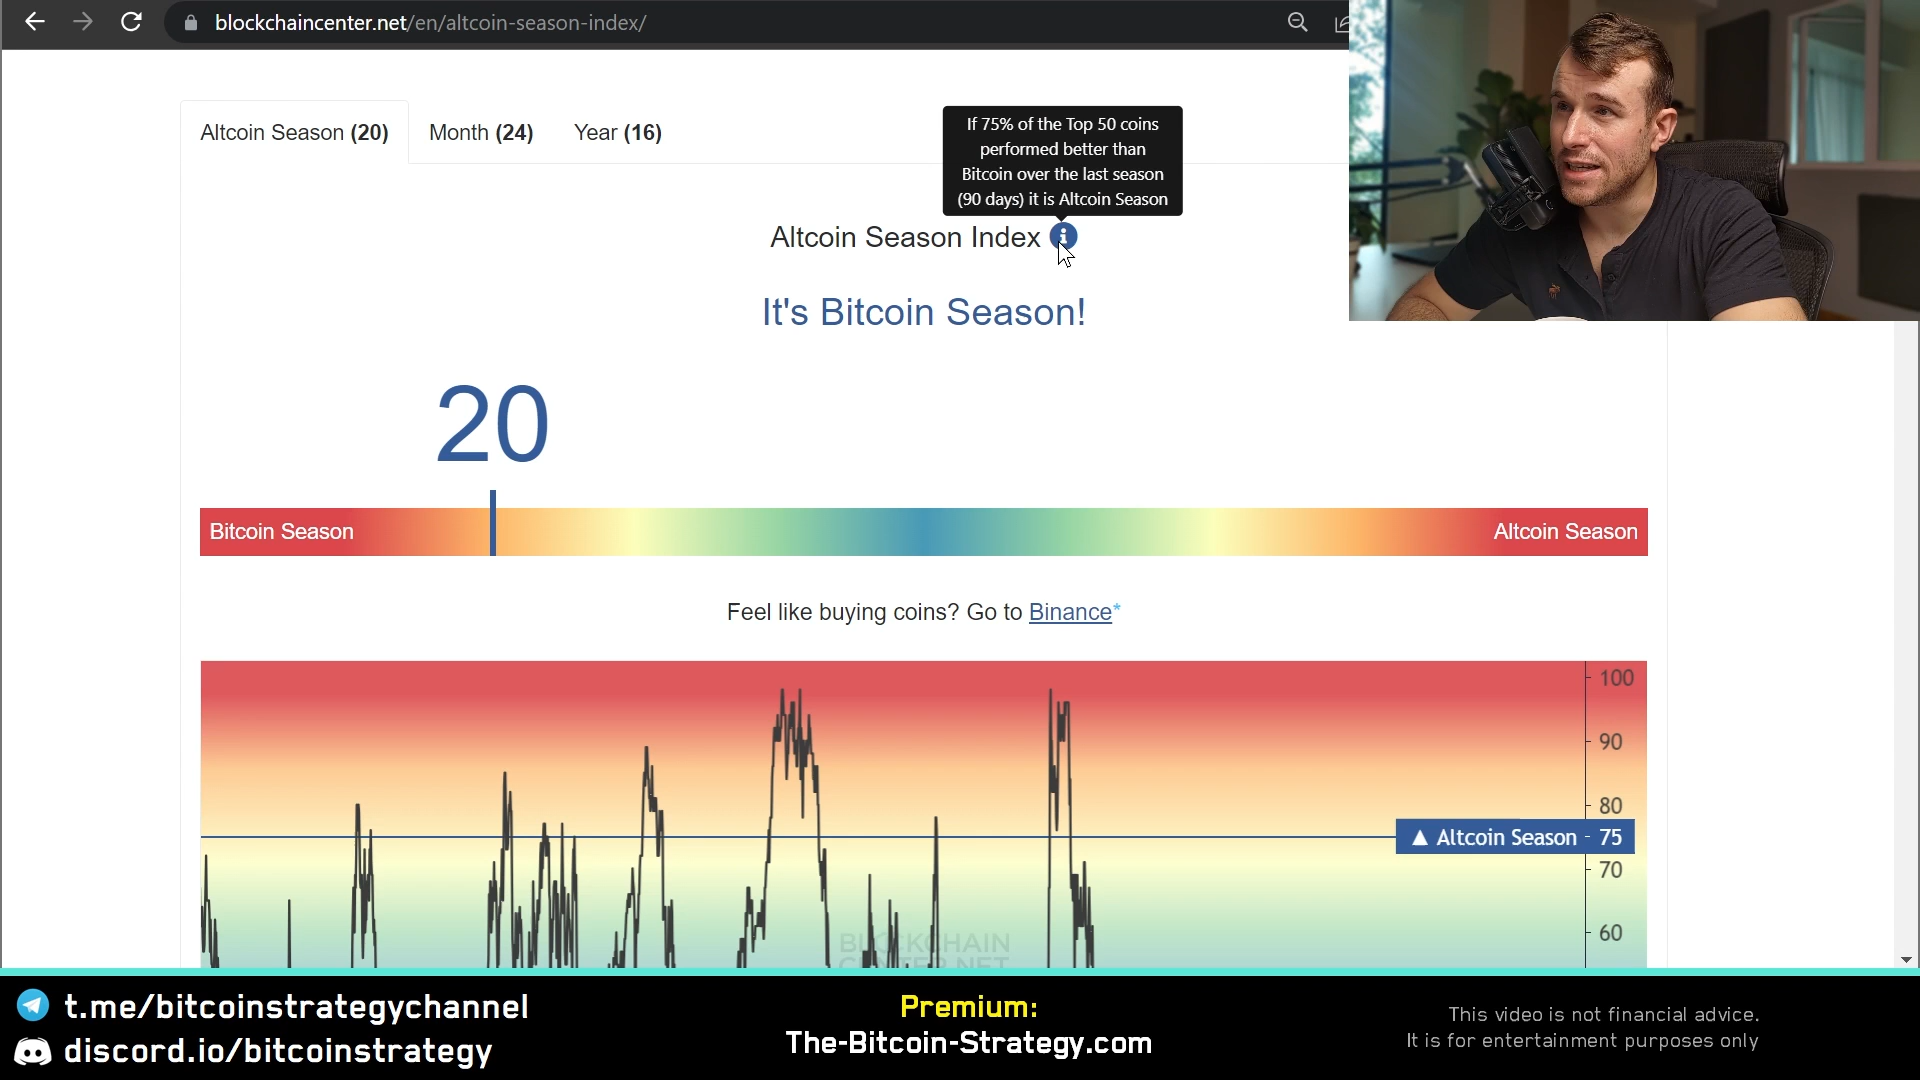 blockchaincenter.net/en/altcoin-season-index/
Altcoin Season (20)
Month (24)
Year (16)
If 75% of the Top 50 coins
performed better than
Bitcoin over the last season
(90 days) it is Altcoin Season
Altcoin Season Index
It's Bitcoin Season!
20
Bitcoin Season
Altcoin Season
Feel like buying coins? Go to Binance*
100
90
80
▲ Altcoin Season - 75
70
60
BLOCKCHAIN
CENTER.NET
t.me/bitcoinstrategychannel
discord.io/bitcoinstrategy
Premium:
The-Bitcoin-Strategy.com
This video is not financial advice.
It is for entertainment purposes only